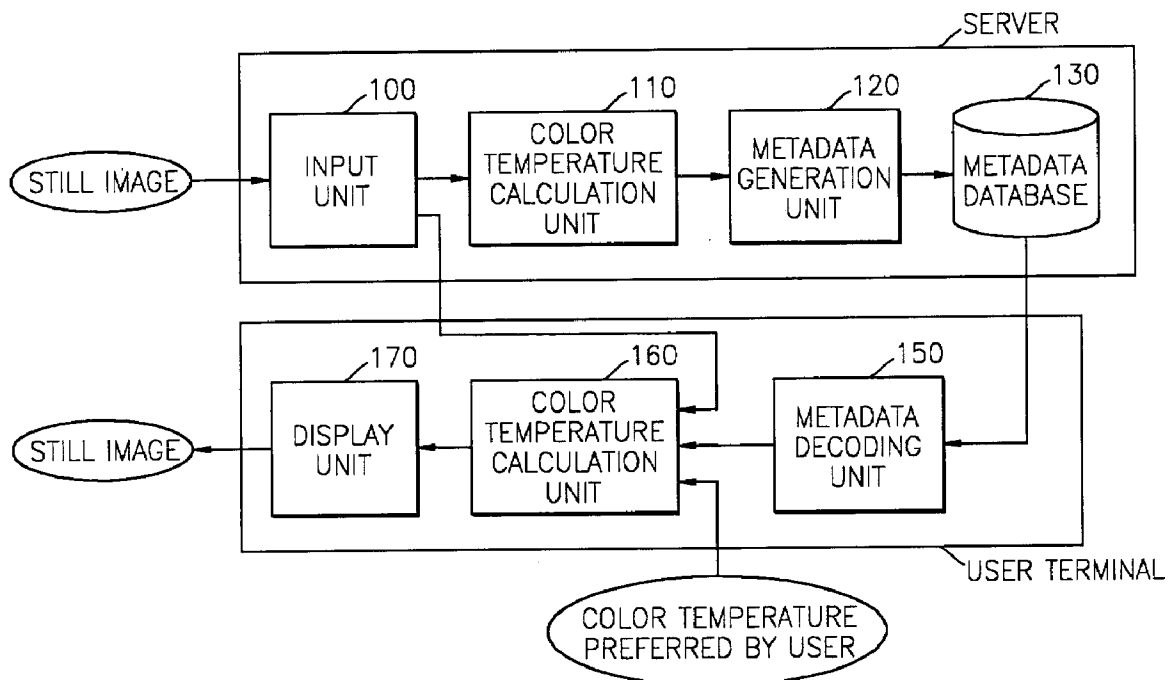 SERVER
100
110
120
130
STILL IMAGE
INPUT
UNIT
COLOR
TEMPERATURE
CALCULATION
UNIT
METADATA
GENERATION
UNIT
METADATA
DATABASE
170
160
150
STILL IMAGE
DISPLAY
UNIT
COLOR
TEMPERATURE
CALCULATION
UNIT
METADATA
DECODING
UNIT
USER TERMINAL
COLOR TEMPERATURE
PREFERRED BY USER